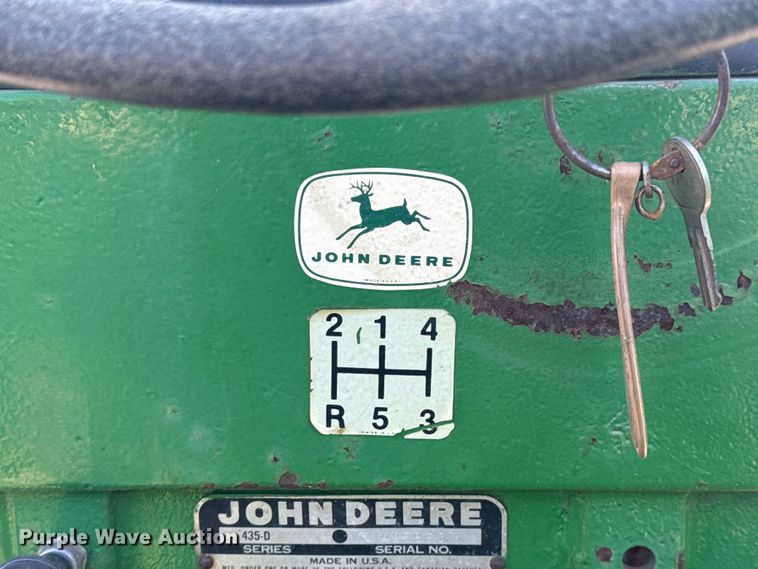 JOHN DEERE
2 1 4
R 5 3
JOHN DEERE
435-D
SERIES SERIAL NO.
MADE IN U.S.A.
Purple Wave Auction